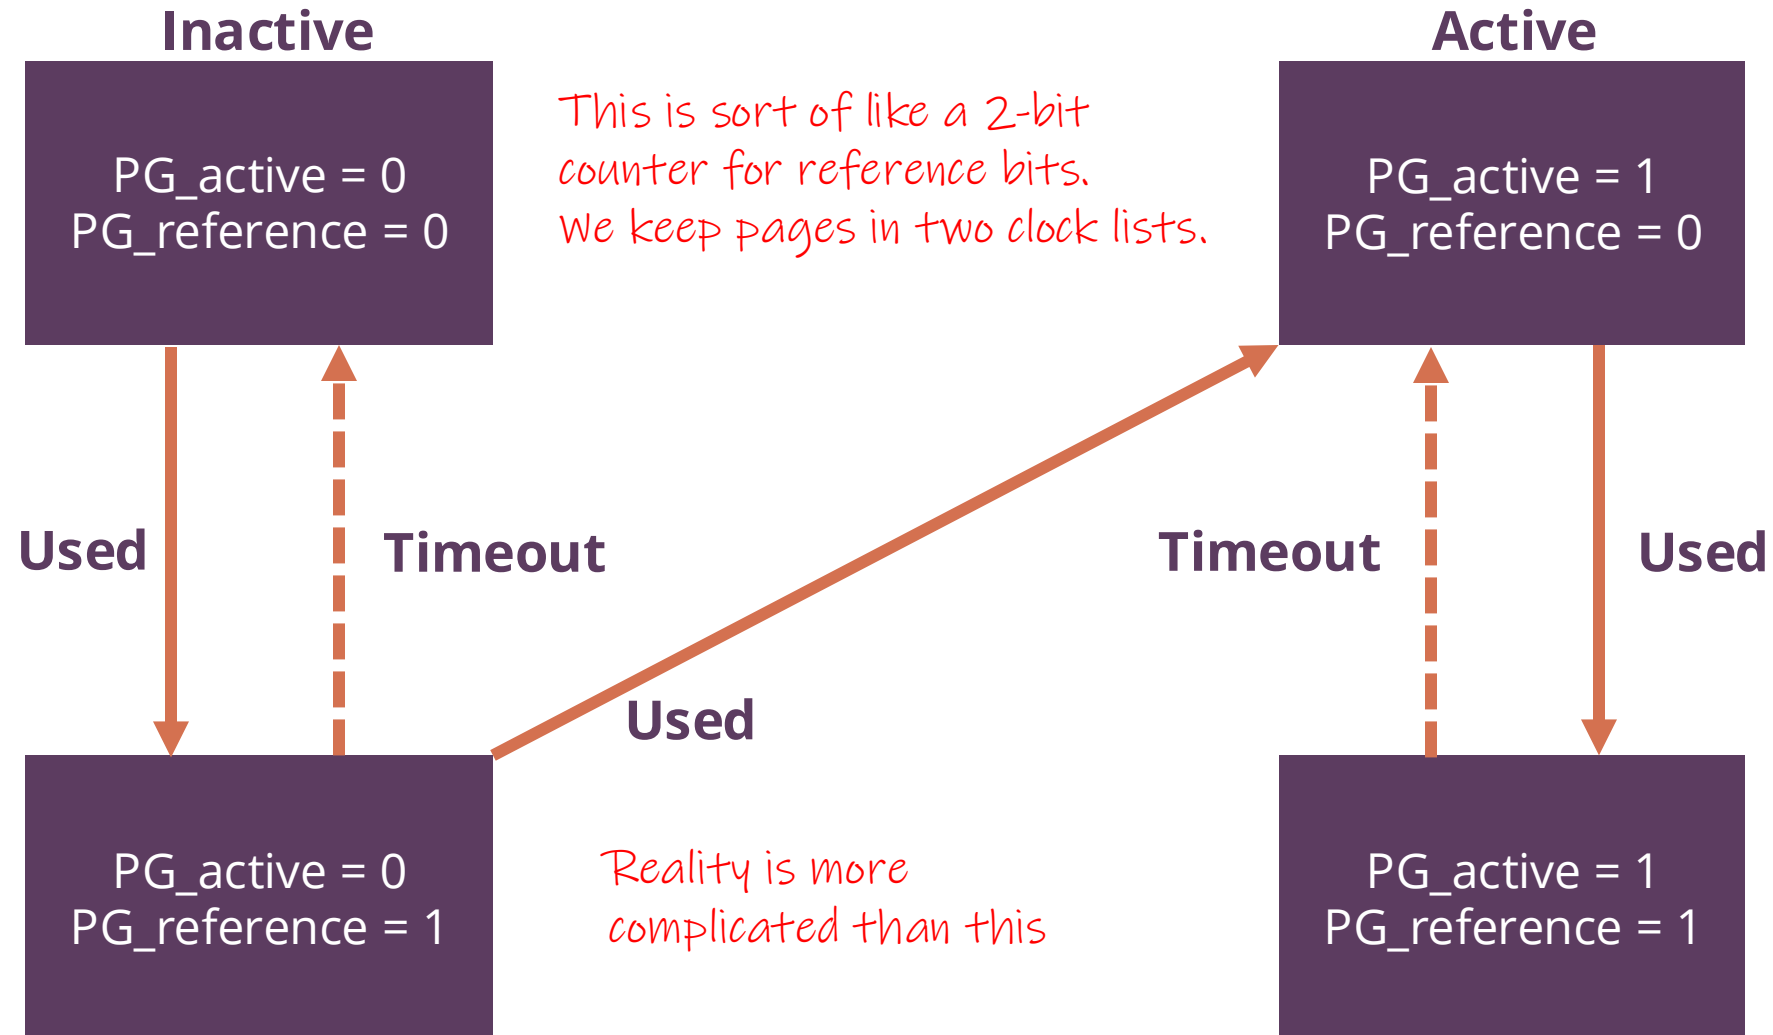 Inactive
Active
PG_active = 0
PG_reference = 0
This is sort of like a 2-bit
counter for reference bits.
We keep pages in two clock lists.
PG_active = 1
PG_reference = 0
Used
Timeout
Timeout
Used
Used
PG_active = 0
PG_reference = 1
Reality is more
complicated than this
PG_active = 1
PG_reference = 1